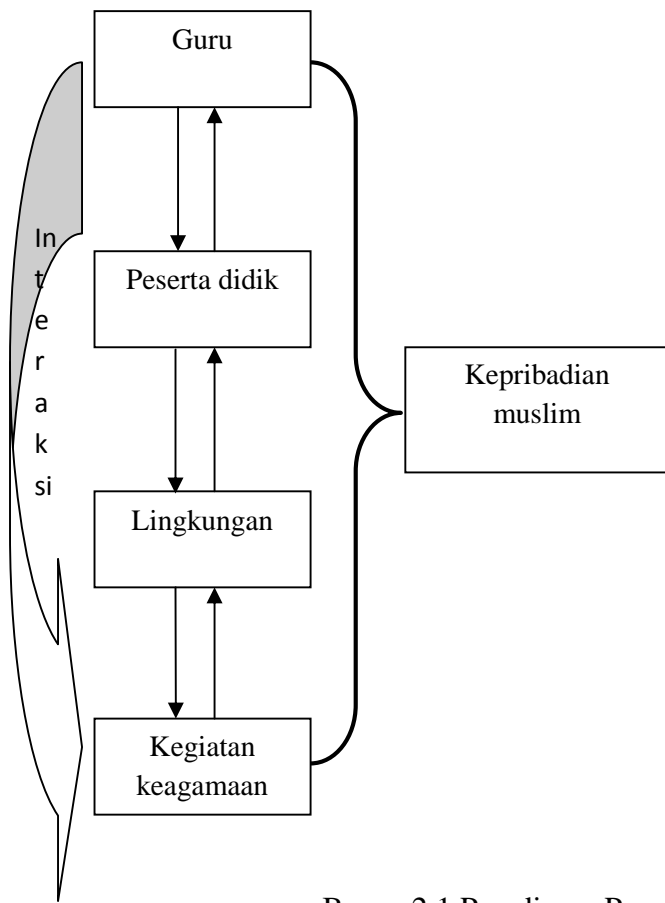 Guru
In
t
e
r
a
k
si
Peserta didik
Kepribadian
muslim
Lingkungan
Kegiatan
keagamaan